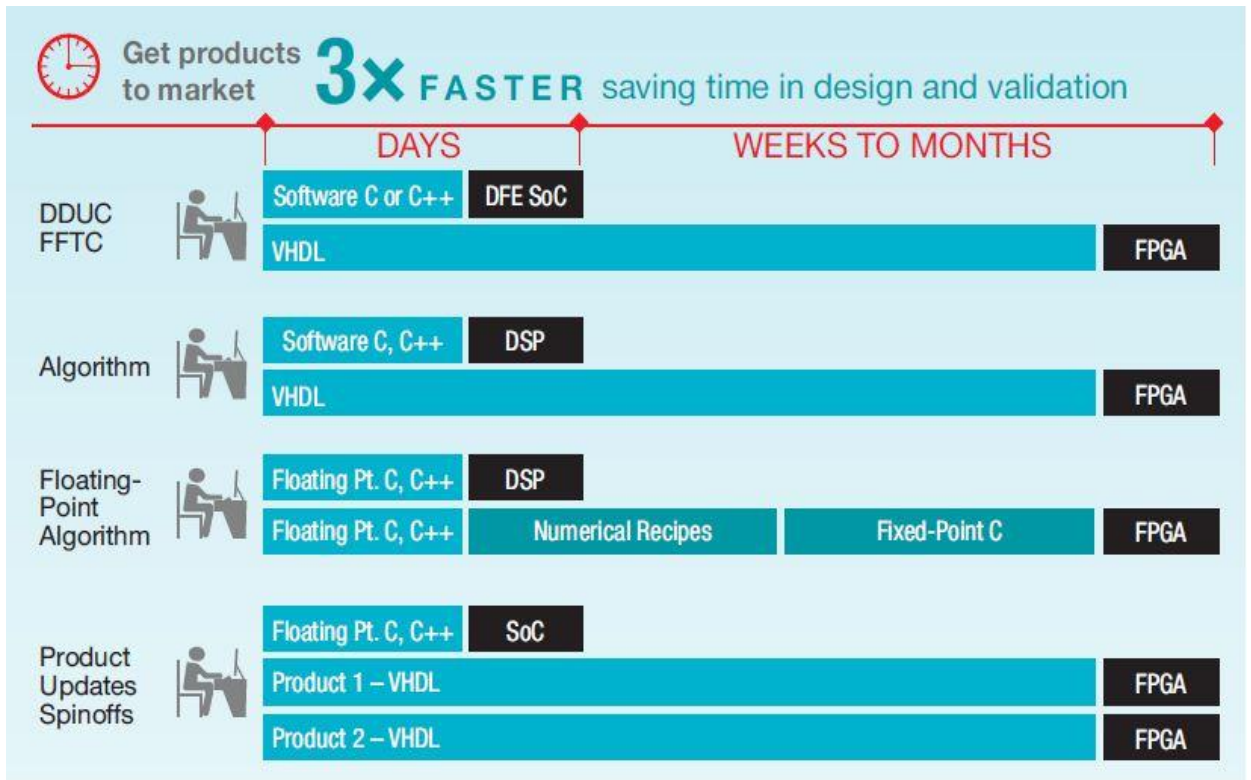 Get products
to market
3x FASTER saving time in design and validation
DAYS
WEEKS TO MONTHS
DDUC
FFTC
Software C or C++
DFE SoC
VHDL
FPGA
Algorithm
Software C, C++
DSP
VHDL
FPGA
Floating-
Point
Algorithm
Floating Pt. C, C++
DSP
Floating Pt. C, C++
Numerical Recipes
Fixed-Point C
FPGA
Product
Updates
Spinoffs
Floating Pt. C, C++
SoC
Product 1 – VHDL
FPGA
Product 2 – VHDL
FPGA